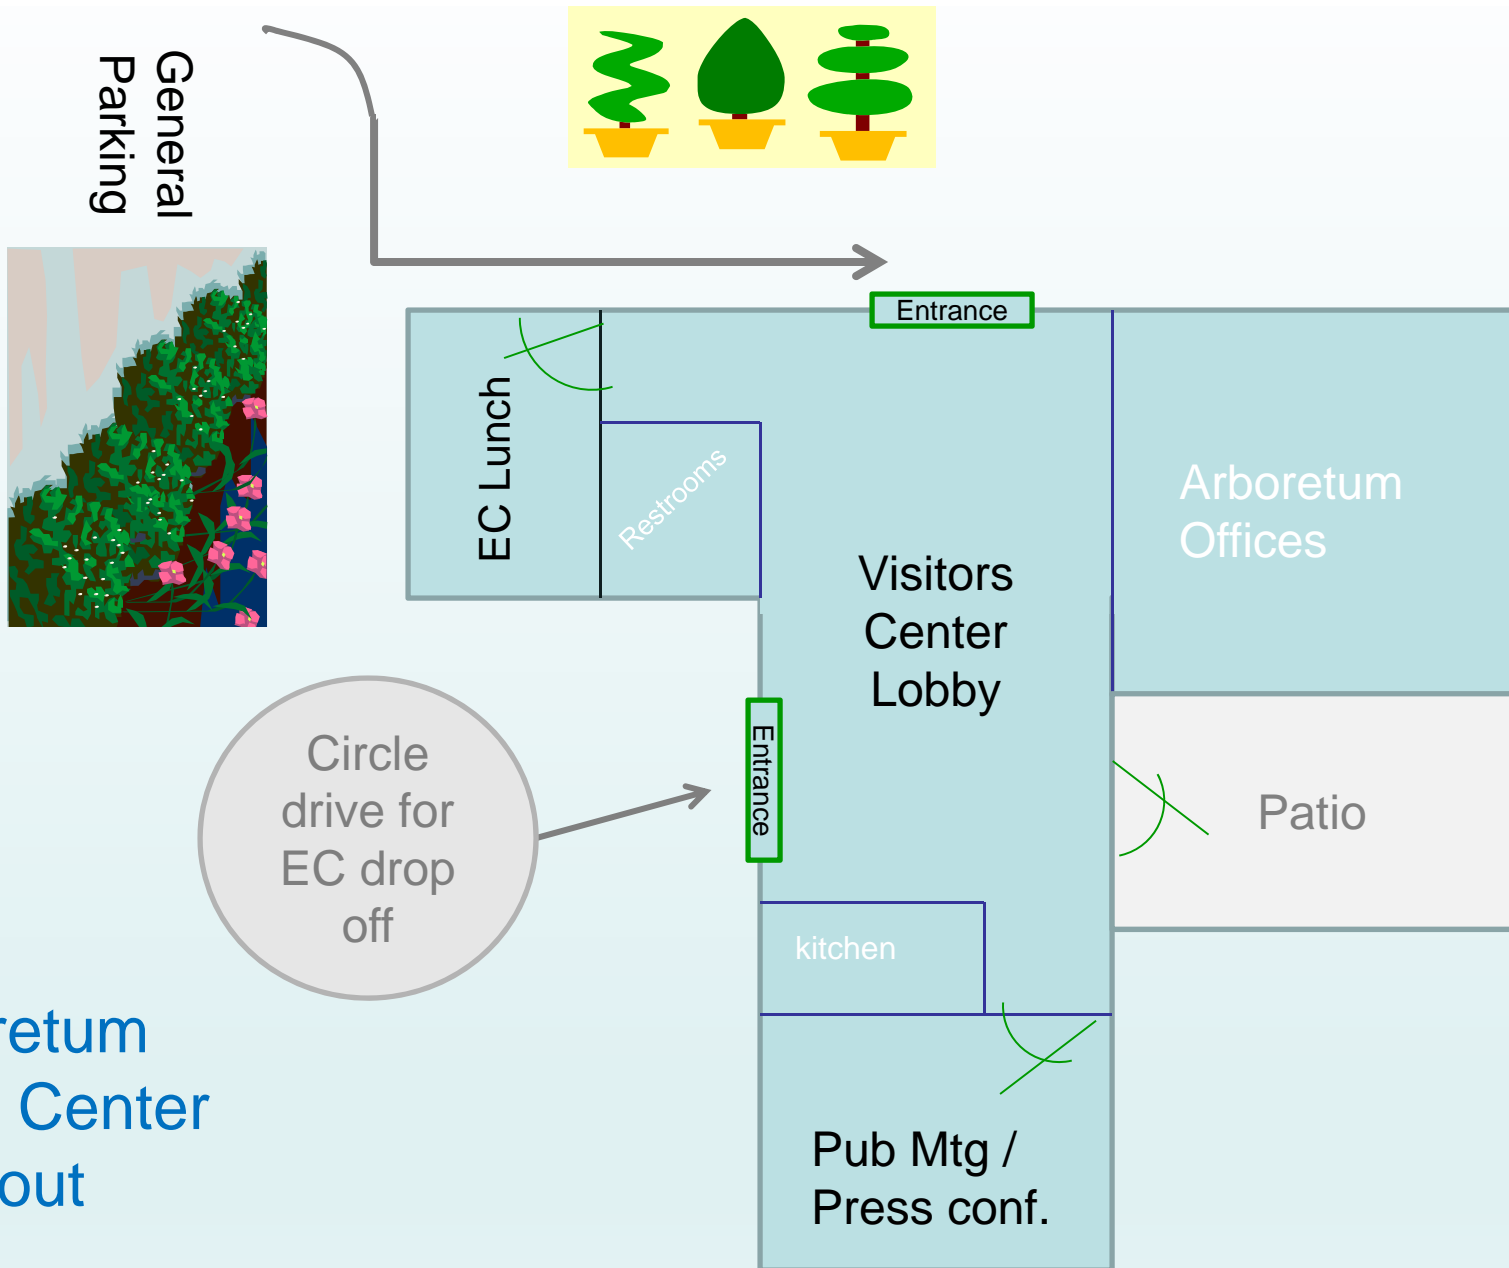 General
Parking
Entrance
EC Lunch
Restrooms
Arboretum
Offices
Visitors
Center
Lobby
Circle
drive for
EC drop
off
Entrance
Patio
kitchen
retum
Center
out
Pub Mtg /
Press conf.